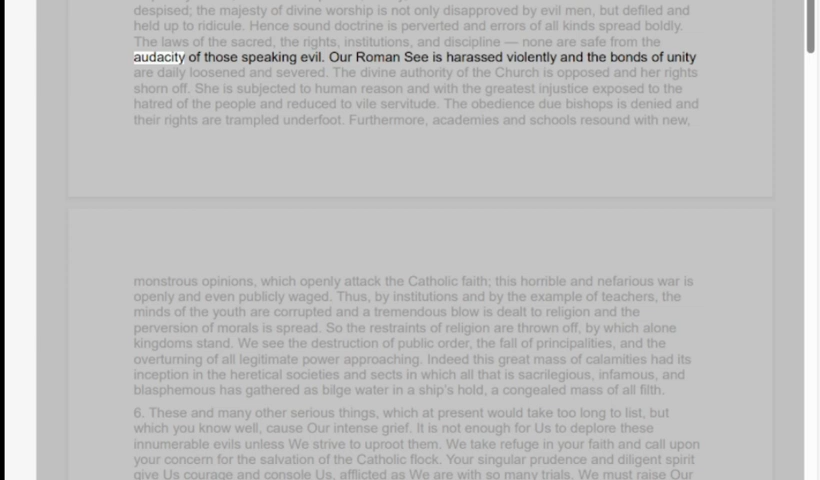 despised; the majesty of divine worship is not only disapproved by evil men, but defiled and
held up to ridicule. Hence sound doctrine is perverted and errors of all kinds spread boldly.
The laws of the sacred, the rights, institutions, and discipline — none are safe from the
audacity of those speaking evil. Our Roman See is harassed violently and the bonds of unity
are daily loosened and severed. The divine authority of the Church is opposed and her rights
shorn off. She is subjected to human reason and with the greatest injustice exposed to the
hatred of the people and reduced to vile servitude. The obedience due bishops is denied and
their rights are trampled underfoot. Furthermore, academies and schools resound with new,
monstrous opinions, which openly attack the Catholic faith; this horrible and nefarious war is
openly and even publicly waged. Thus, by institutions and by the example of teachers, the
minds of the youth are corrupted and a tremendous blow is dealt to religion and the
perversion of morals is spread. So the restraints of religion are thrown off, by which alone
kingdoms stand. We see the destruction of public order, the fall of principalities, and the
overturning of all legitimate power approaching. Indeed this great mass of calamities had its
inception in the heretical societies and sects in which all that is sacrilegious, infamous, and
blasphemous has gathered as bilge water in a ship's hold, a congealed mass of all filth.
6. These and many other serious things, which at present would take too long to list, but
which you know well, cause Our intense grief. It is not enough for Us to deplore these
innumerable evils unless We strive to uproot them. We take refuge in your faith and call upon
your concern for the salvation of the Catholic flock. Your singular prudence and diligent spirit
give Us courage and console Us, afflicted as We are with so many trials. We must raise Our